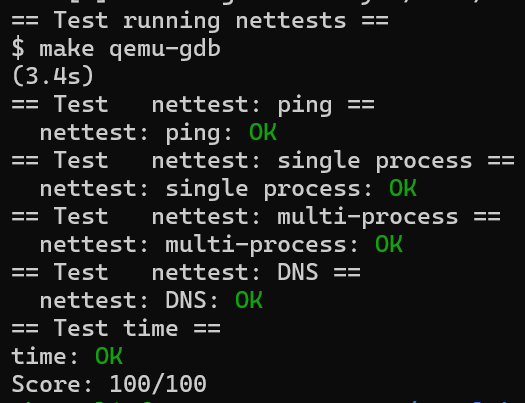 == Test running nettests ==
$ make qemu-gdb
(3.4s)
== Test   nettest: ping ==
  nettest: ping: OK
== Test   nettest: single process ==
  nettest: single process: OK
== Test   nettest: multi-process ==
  nettest: multi-process: OK
== Test   nettest: DNS ==
  nettest: DNS: OK
== Test time ==
time: OK
Score: 100/100